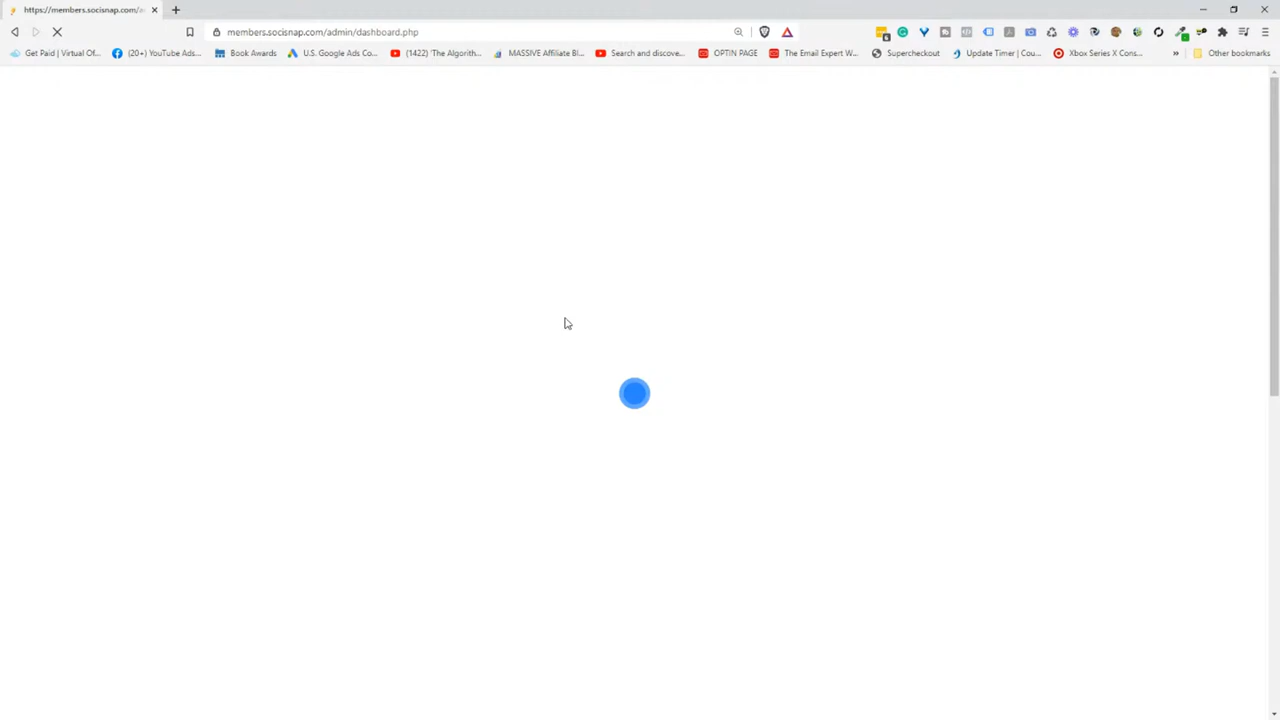 https://members.socisnap.com/a
members.socisnap.com/admin/dashboard.php
Get Paid | Virtual Of...
(20+) YouTube Ads...
Book Awards
U.S. Google Ads Co...
(1422) 'The Algorith...
MASSIVE Affiliate Bl...
Search and discove...
OPTIN PAGE
The Email Expert W...
Supercheckout
Update Timer | Cou...
Xbox Series X Cons...
»
Other bookmarks